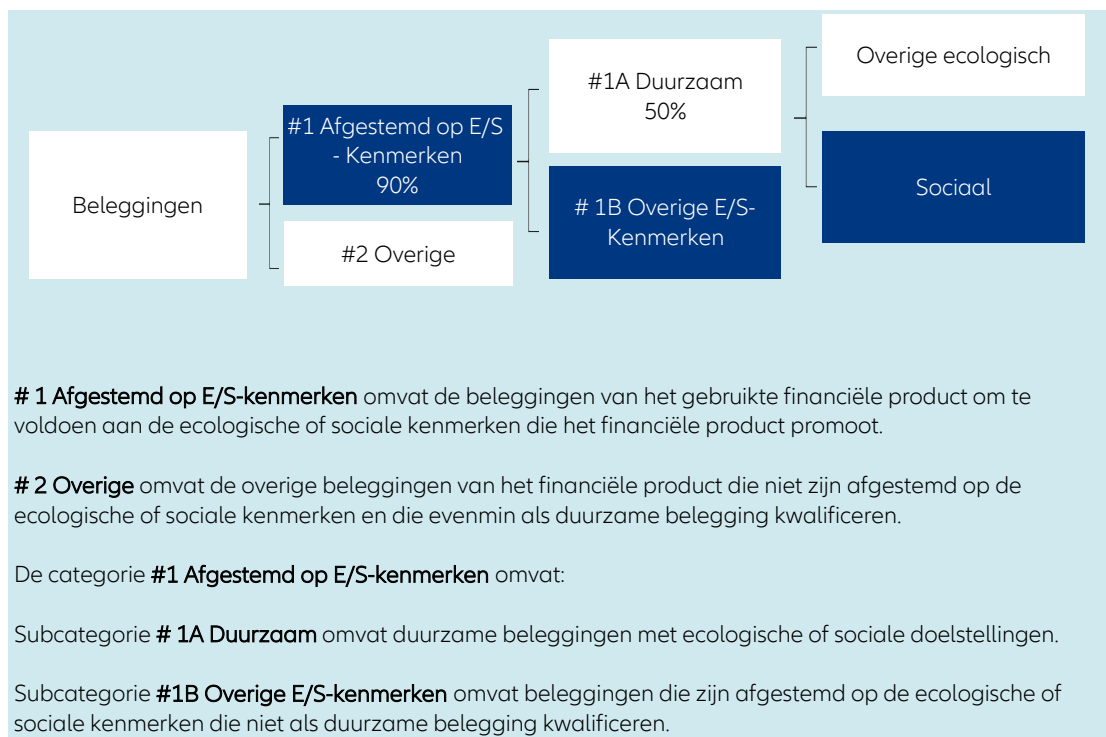 Beleggingen
#1 Afgestemd op E/S
- Kenmerken
90%
#2 Overige
#1A Duurzaam
50%
# 1B Overige E/S-
Kenmerken
Overige ecologisch
Sociaal
# 1 Afgestemd op E/S-kenmerken omvat de beleggingen van het gebruikte financiële product om te
voldoen aan de ecologische of sociale kenmerken die het financiële product promoot.
# 2 Overige omvat de overige beleggingen van het financiële product die niet zijn afgestemd op de
ecologische of sociale kenmerken en die evenmin als duurzame belegging kwalificeren.
De categorie #1 Afgestemd op E/S-kenmerken omvat:
Subcategorie # 1A Duurzaam omvat duurzame beleggingen met ecologische of sociale doelstellingen.
Subcategorie #1B Overige E/S-kenmerken omvat beleggingen die zijn afgestemd op de ecologische of
sociale kenmerken die niet als duurzame belegging kwalificeren.